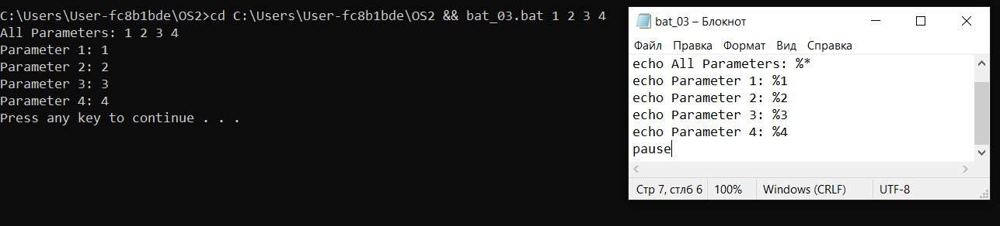 C:\Users\User-fc8b1bde\OS2>cd C:\Users\User-fc8b1bde\OS2 && bat_03.bat 1 2 3 4
All Parameters: 1 2 3 4
Parameter 1: 1
Parameter 2: 2
Parameter 3: 3
Parameter 4: 4
Press any key to continue . . .
bat_03 – Блокнот
Файл Правка Формат Вид Справка
echo All Parameters: %*
echo Parameter 1: %1
echo Parameter 2: %2
echo Parameter 3: %3
echo Parameter 4: %4
pause
Стр 7, стлб 6 100% Windows (CRLF) UTF-8